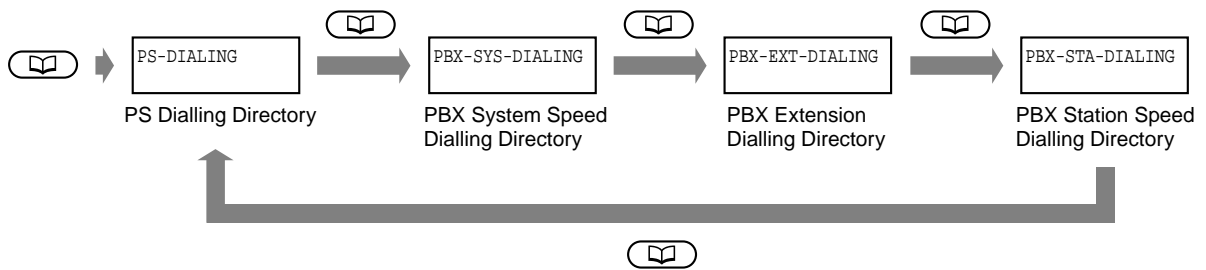 PS-DIALING
PBX-SYS-DIALING
PBX-EXT-DIALING
PBX-STA-DIALING
PS Dialling Directory
PBX System Speed
Dialling Directory
PBX Extension
Dialling Directory
PBX Station Speed
Dialling Directory